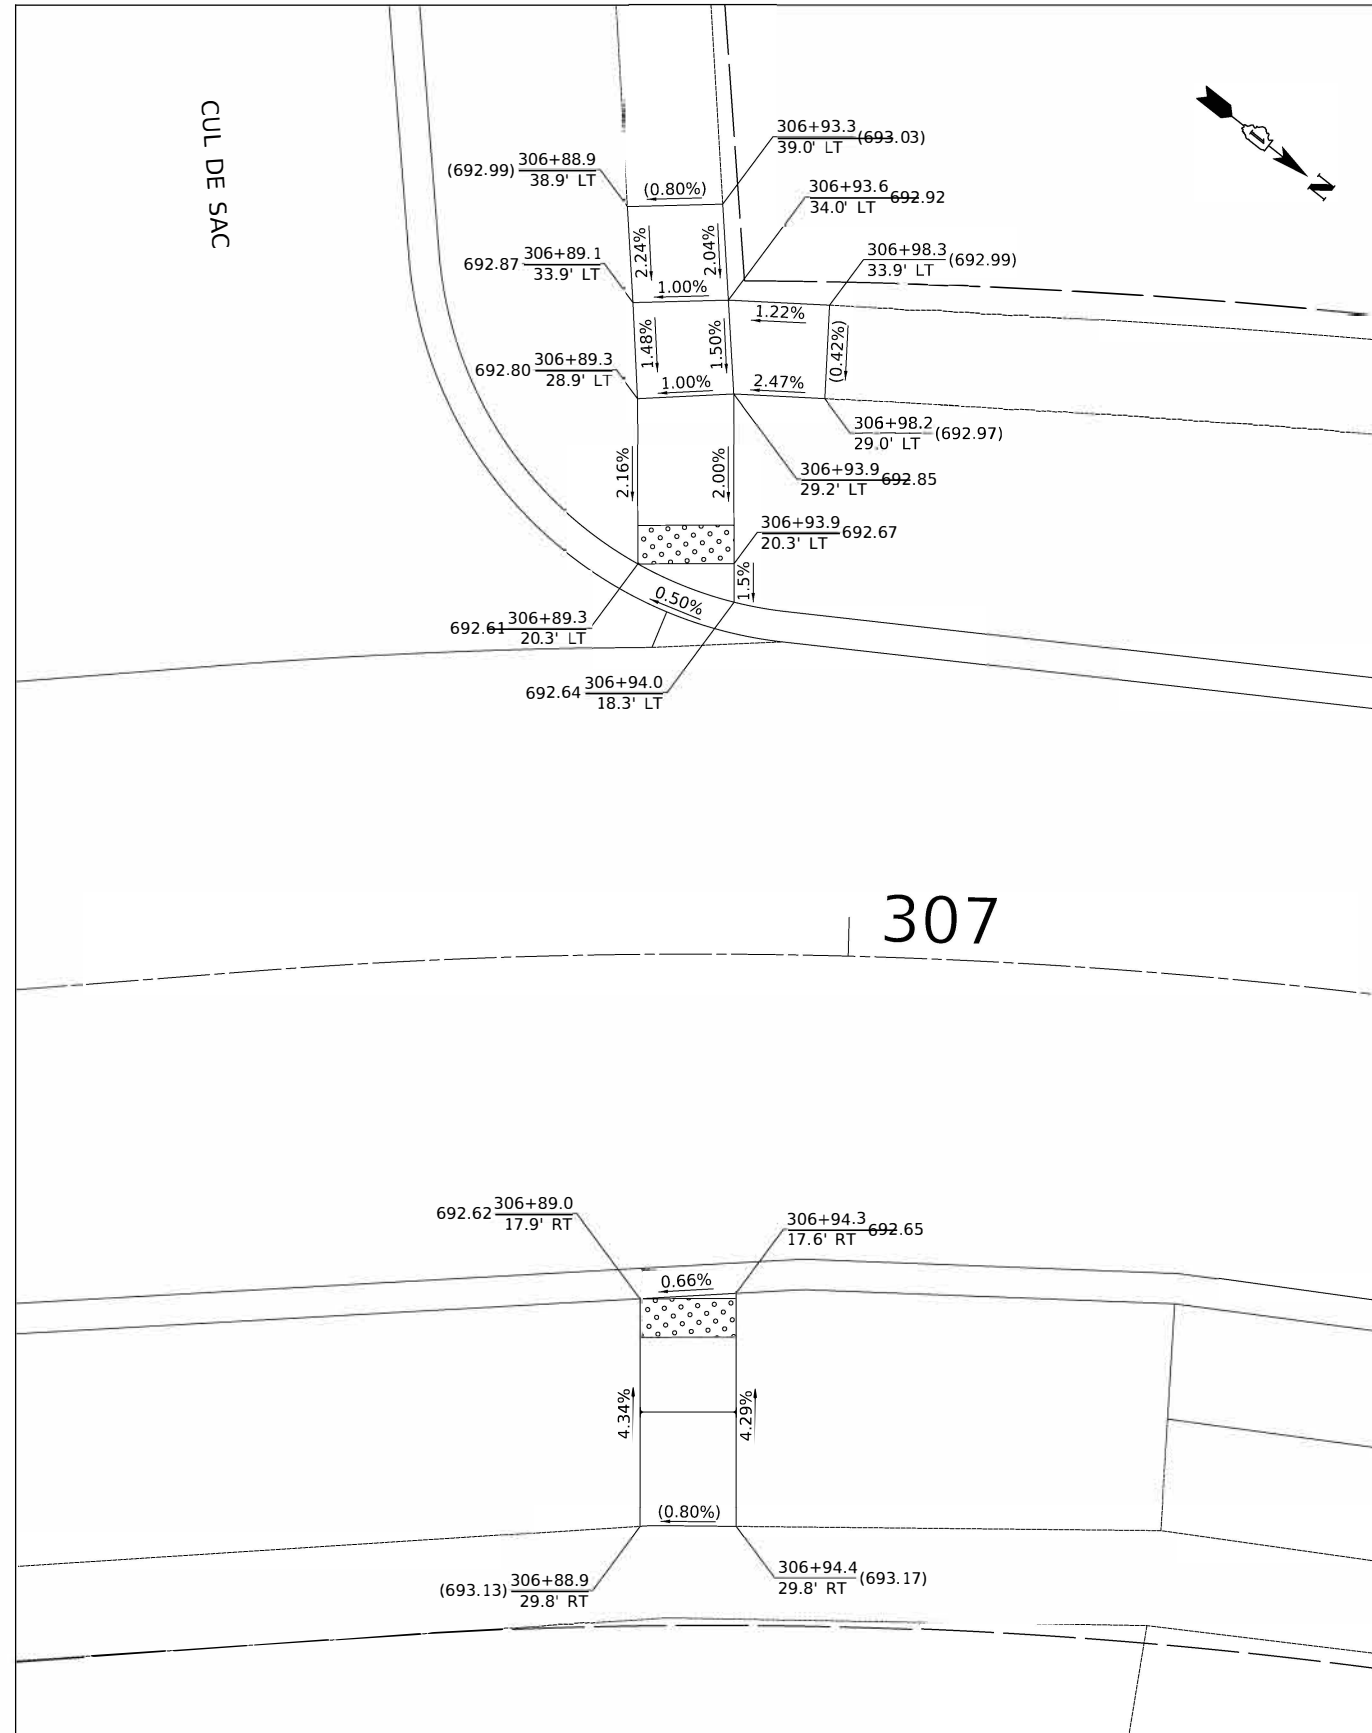 CUL DE SAC
306+93.3 (693.03)
39.0' LT
(692.99) 306+88.9
38.9' LT
(0.80%)
306+93.6 692.92
34.0' LT
N
692.87 306+89.1
33.9' LT
2.24%
2.04%
306+98.3 (692.99)
33.9' LT
1.00%
1.22%
1.48%
1.50%
(0.42%)
692.80 306+89.3
28.9' LT
1.00%
2.47%
306+98.2 (692.97)
29.0' LT
2.16%
2.00%
306+93.9 692.85
29.2' LT
306+93.9 692.67
20.3' LT
1.5%
0.50%
692.61 306+89.3
20.3' LT
692.64 306+94.0
18.3' LT
307
692.62 306+89.0
17.9' RT
306+94.3 692.65
17.6' RT
0.66%
4.34%
4.29%
(0.80%)
(693.13) 306+88.9
29.8' RT
306+94.4 (693.17)
29.8' RT